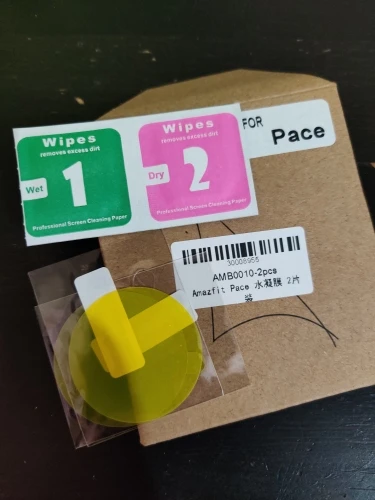 FOR
Pace
Wipes
removes excess dirt
Wet
1
Professional Screen Cleaning Paper
Wipes
removes excess dirt
Dry
2
Professional Screen Cleaning Paper
30008955
AMB0010-2pcs
Amazfit Pace 水凝膜 2片
装